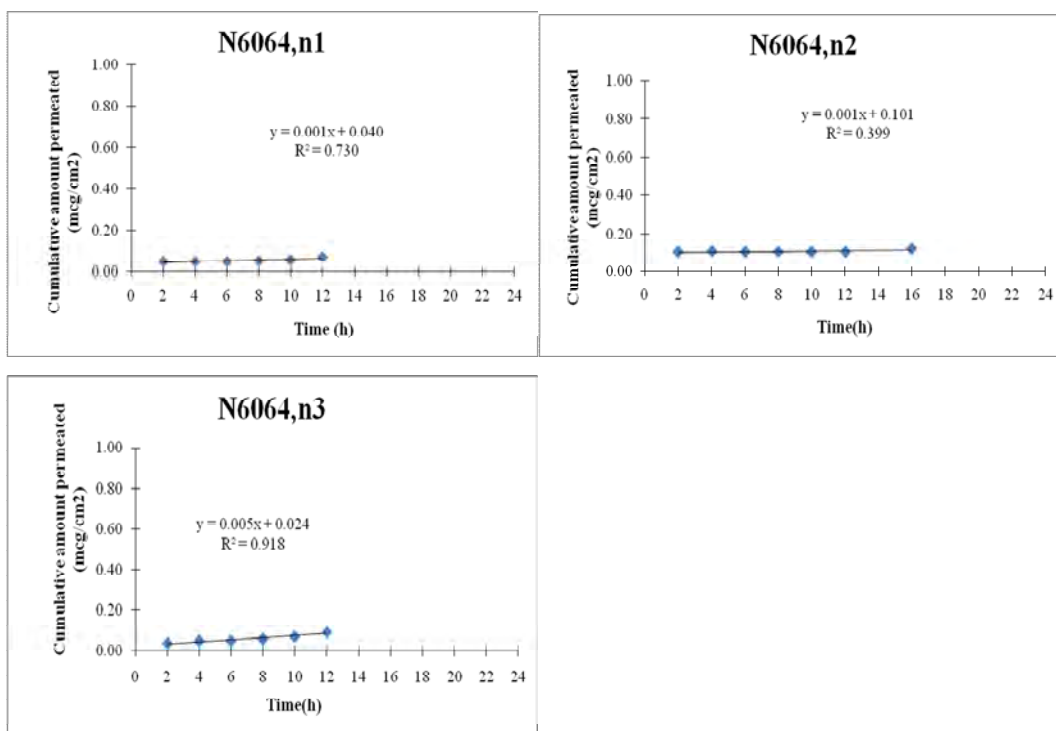 N6064,n1
Cumulative amount permeated
(mcg/cm2)
1.00
0.80
0.60
0.40
0.20
0.00
y = 0.001x + 0.040
R² = 0.730
0 2 4 6 8 10 12 14 16 18 20 22 24
Time (h)
N6064,n2
Cumulative amount permeated
(mcg/cm2)
1.00
0.80
0.60
0.40
0.20
0.00
y = 0.001x + 0.101
R² = 0.399
0 2 4 6 8 10 12 14 16 18 20 22 24
Time(h)
N6064,n3
Cumulative amount permeated
(mcg/cm2)
1.00
0.80
0.60
0.40
0.20
0.00
y = 0.005x + 0.024
R² = 0.918
0 2 4 6 8 10 12 14 16 18 20 22 24
Time(h)